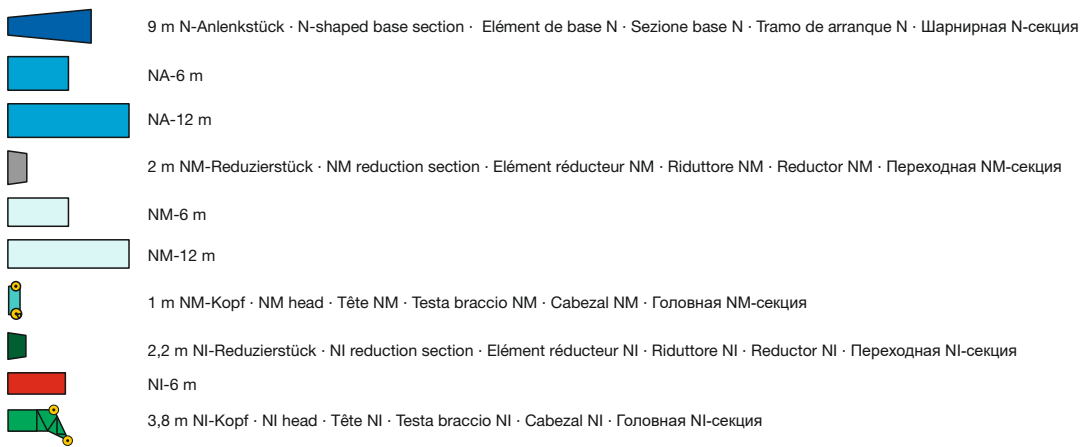 9 m N-Anlenkstück · N-shaped base section · Elément de base N · Sezione base N · Tramo de arranque N · Шарнирная N-секция
NA-6 m
NA-12 m
2 m NM-Reduzierstück · NM reduction section · Elément réducteur NM · Riduttore NM · Reductor NM · Переходная NM-секция
NM-6 m
NM-12 m
1 m NM-Kopf · NM head · Tête NM · Testa braccio NM · Cabezal NM · Головная NM-секция
2,2 m NI-Reduzierstück · NI reduction section · Elément réducteur NI · Riduttore NI · Reductor NI · Переходная NI-секция
NI-6 m
3,8 m NI-Kopf · NI head · Tête NI · Testa braccio NI · Cabezal NI · Головная NI-секция